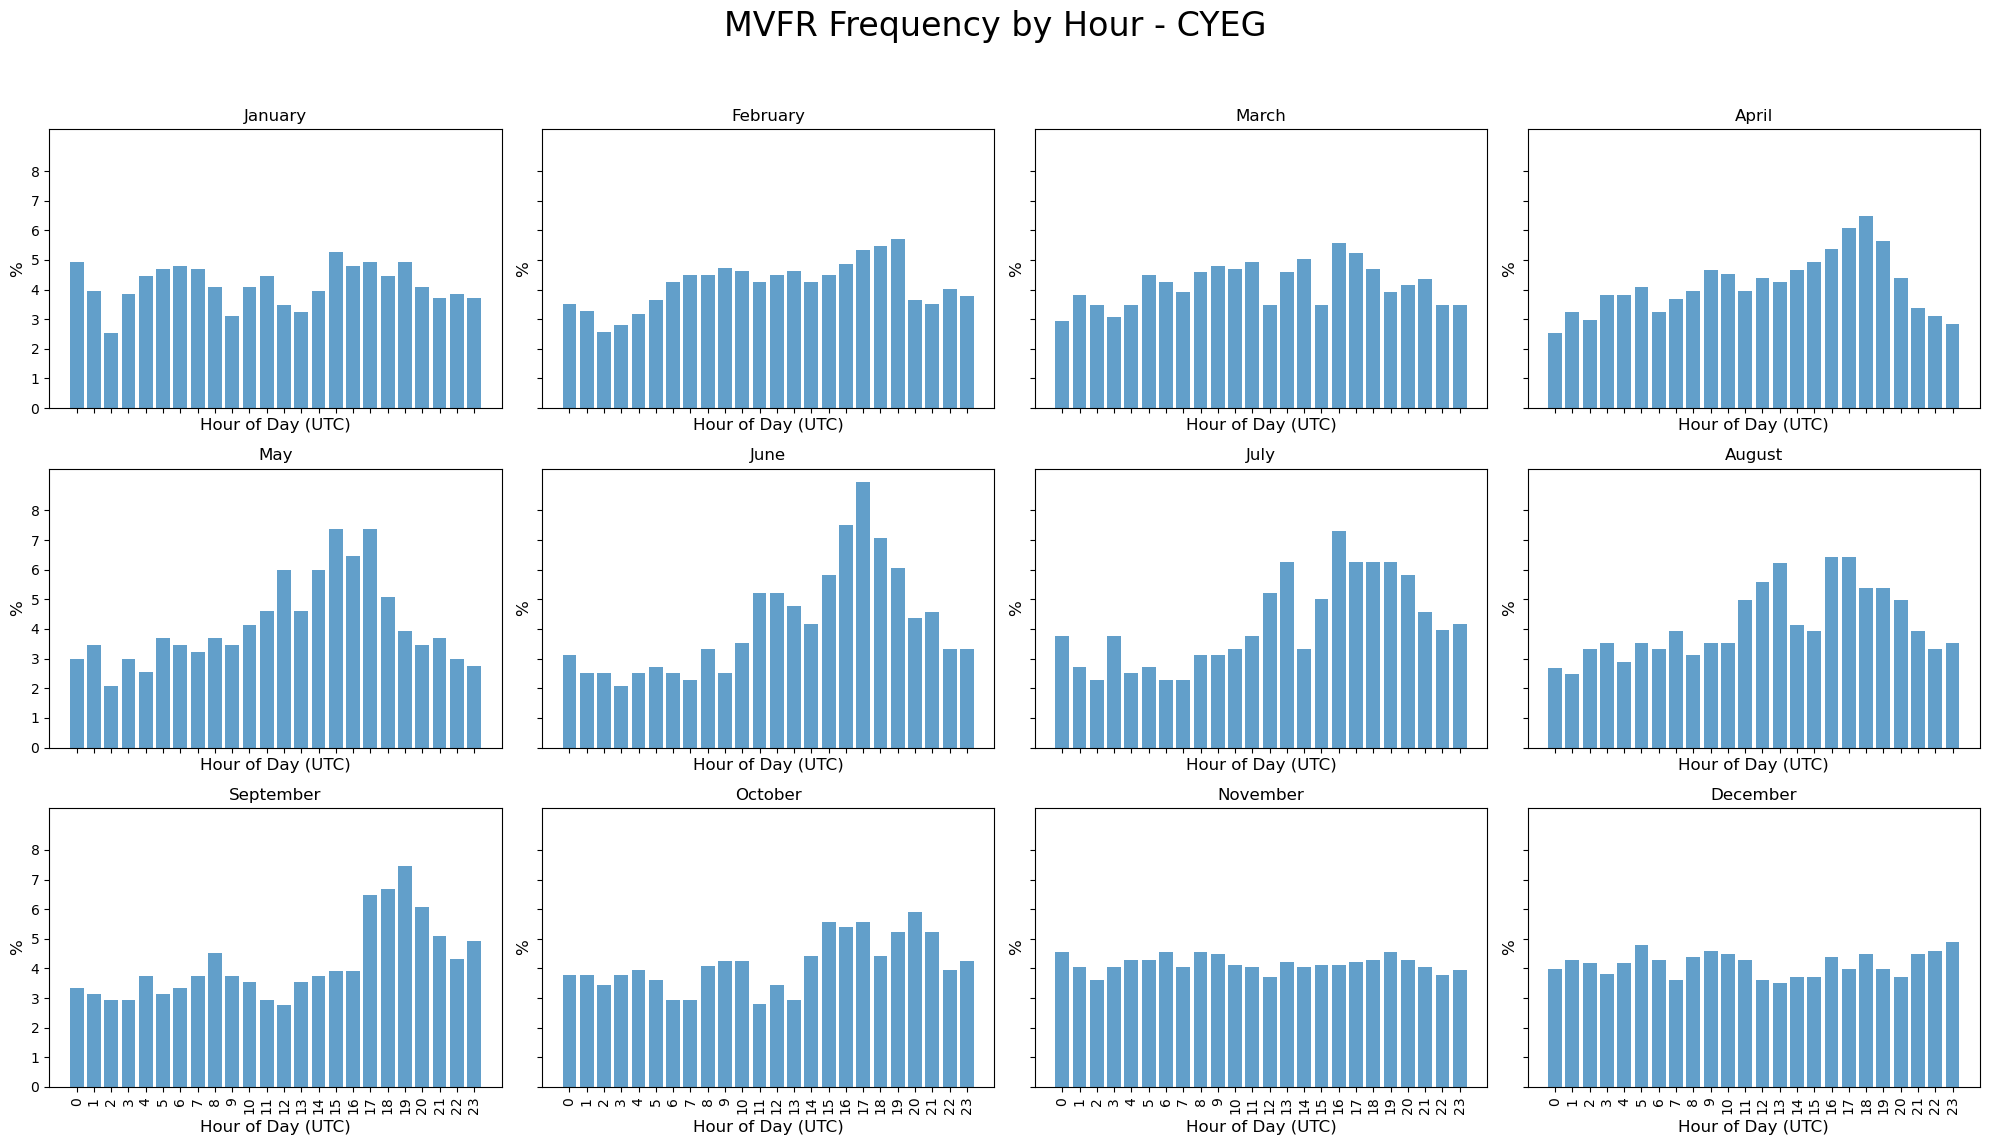 MVFR Frequency by Hour - CYEG
January
February
March
April
8
7
6
5
4
3
2
1
0
%
%
%
%
Hour of Day (UTC)
Hour of Day (UTC)
Hour of Day (UTC)
Hour of Day (UTC)
May
June
July
August
8
7
6
5
4
3
2
1
0
%
%
%
%
Hour of Day (UTC)
Hour of Day (UTC)
Hour of Day (UTC)
Hour of Day (UTC)
September
October
November
December
8
7
6
5
4
3
2
1
0
%
%
%
%
0 1 2 3 4 5 6 7 8 9 10 11 12 13 14 15 16 17 18 19 20 21 22 23
0 1 2 3 4 5 6 7 8 9 10 11 12 13 14 15 16 17 18 19 20 21 22 23
0 1 2 3 4 5 6 7 8 9 10 11 12 13 14 15 16 17 18 19 20 21 22 23
0 1 2 3 4 5 6 7 8 9 10 11 12 13 14 15 16 17 18 19 20 21 22 23
Hour of Day (UTC)
Hour of Day (UTC)
Hour of Day (UTC)
Hour of Day (UTC)